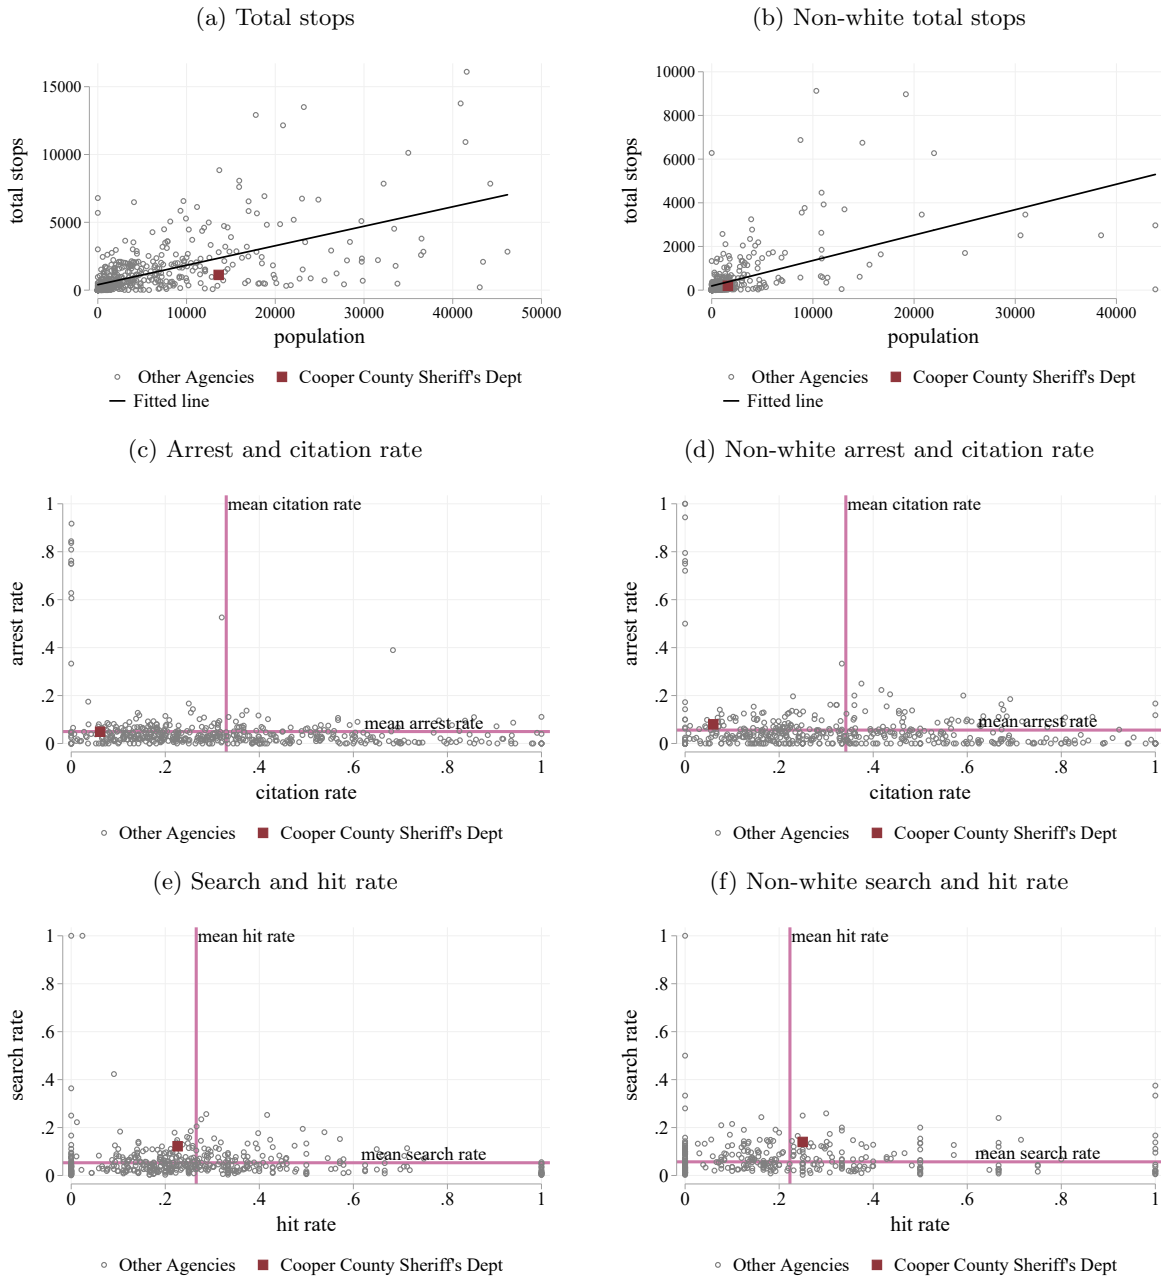 (a) Total stops
(b) Non-white total stops
total stops
15000
10000
5000
0
0 10000 20000 30000 40000 50000
population
Other Agencies Cooper County Sheriff's Dept
Fitted line
total stops
10000
8000
6000
4000
2000
0
0 10000 20000 30000 40000
population
Other Agencies Cooper County Sheriff's Dept
Fitted line
(c) Arrest and citation rate
(d) Non-white arrest and citation rate
arrest rate
1
.8
.6
.4
.2
0
mean citation rate
mean arrest rate
0 .2 .4 .6 .8 1
citation rate
Other Agencies Cooper County Sheriff's Dept
arrest rate
1
.8
.6
.4
.2
0
mean citation rate
mean arrest rate
0 .2 .4 .6 .8 1
citation rate
Other Agencies Cooper County Sheriff's Dept
(e) Search and hit rate
(f) Non-white search and hit rate
search rate
1
.8
.6
.4
.2
0
mean hit rate
mean search rate
0 .2 .4 .6 .8 1
hit rate
Other Agencies Cooper County Sheriff's Dept
search rate
1
.8
.6
.4
.2
0
mean hit rate
mean search rate
0 .2 .4 .6 .8 1
hit rate
Other Agencies Cooper County Sheriff's Dept